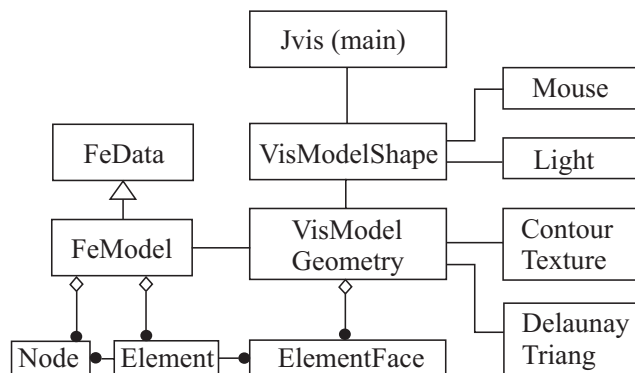 Jvis (main)
Mouse
FeData
VisModelShape
Light
FeModel
VisModel
Geometry
Contour
Texture
Delaunay
Triang
Node
Element
ElementFace